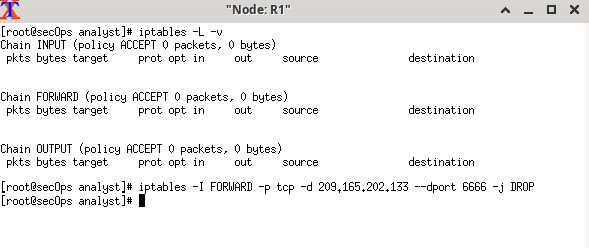 "Node: R1"
[root@secOps analyst]# iptables -L -v
Chain INPUT (policy ACCEPT 0 packets, 0 bytes)
 pkts bytes target     prot opt in     out     source               destination
Chain FORWARD (policy ACCEPT 0 packets, 0 bytes)
 pkts bytes target     prot opt in     out     source               destination
Chain OUTPUT (policy ACCEPT 0 packets, 0 bytes)
 pkts bytes target     prot opt in     out     source               destination
[root@secOps analyst]# iptables -I FORWARD -p tcp -d 209.165.202.133 --dport 6666 -j DROP
[root@secOps analyst]#